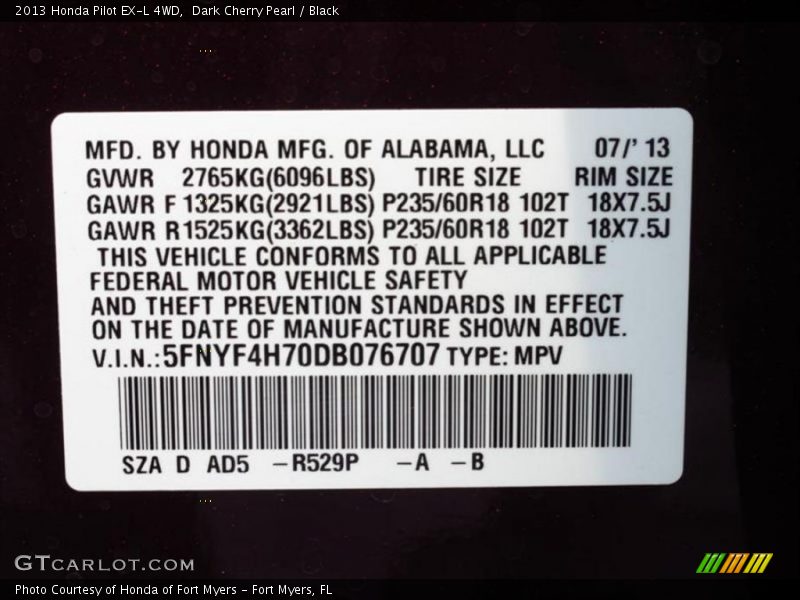 2013 Honda Pilot EX-L 4WD,  Dark Cherry Pearl / Black
MFD. BY HONDA MFG. OF ALABAMA, LLC 07/' 13
GVWR 2765KG(6096LBS) TIRE SIZE RIM SIZE
GAWR F 1325KG(2921LBS) P235/60R18 102T 18X7.5J
GAWR R 1525KG(3362LBS) P235/60R18 102T 18X7.5J
THIS VEHICLE CONFORMS TO ALL APPLICABLE
FEDERAL MOTOR VEHICLE SAFETY
AND THEFT PREVENTION STANDARDS IN EFFECT
ON THE DATE OF MANUFACTURE SHOWN ABOVE.
V.I.N.: 5FNYF4H70DB076707 TYPE: MPV
SZA D AD5 -R529P -A -B
GTCARLOT.COM
Photo Courtesy of Honda of Fort Myers - Fort Myers, FL